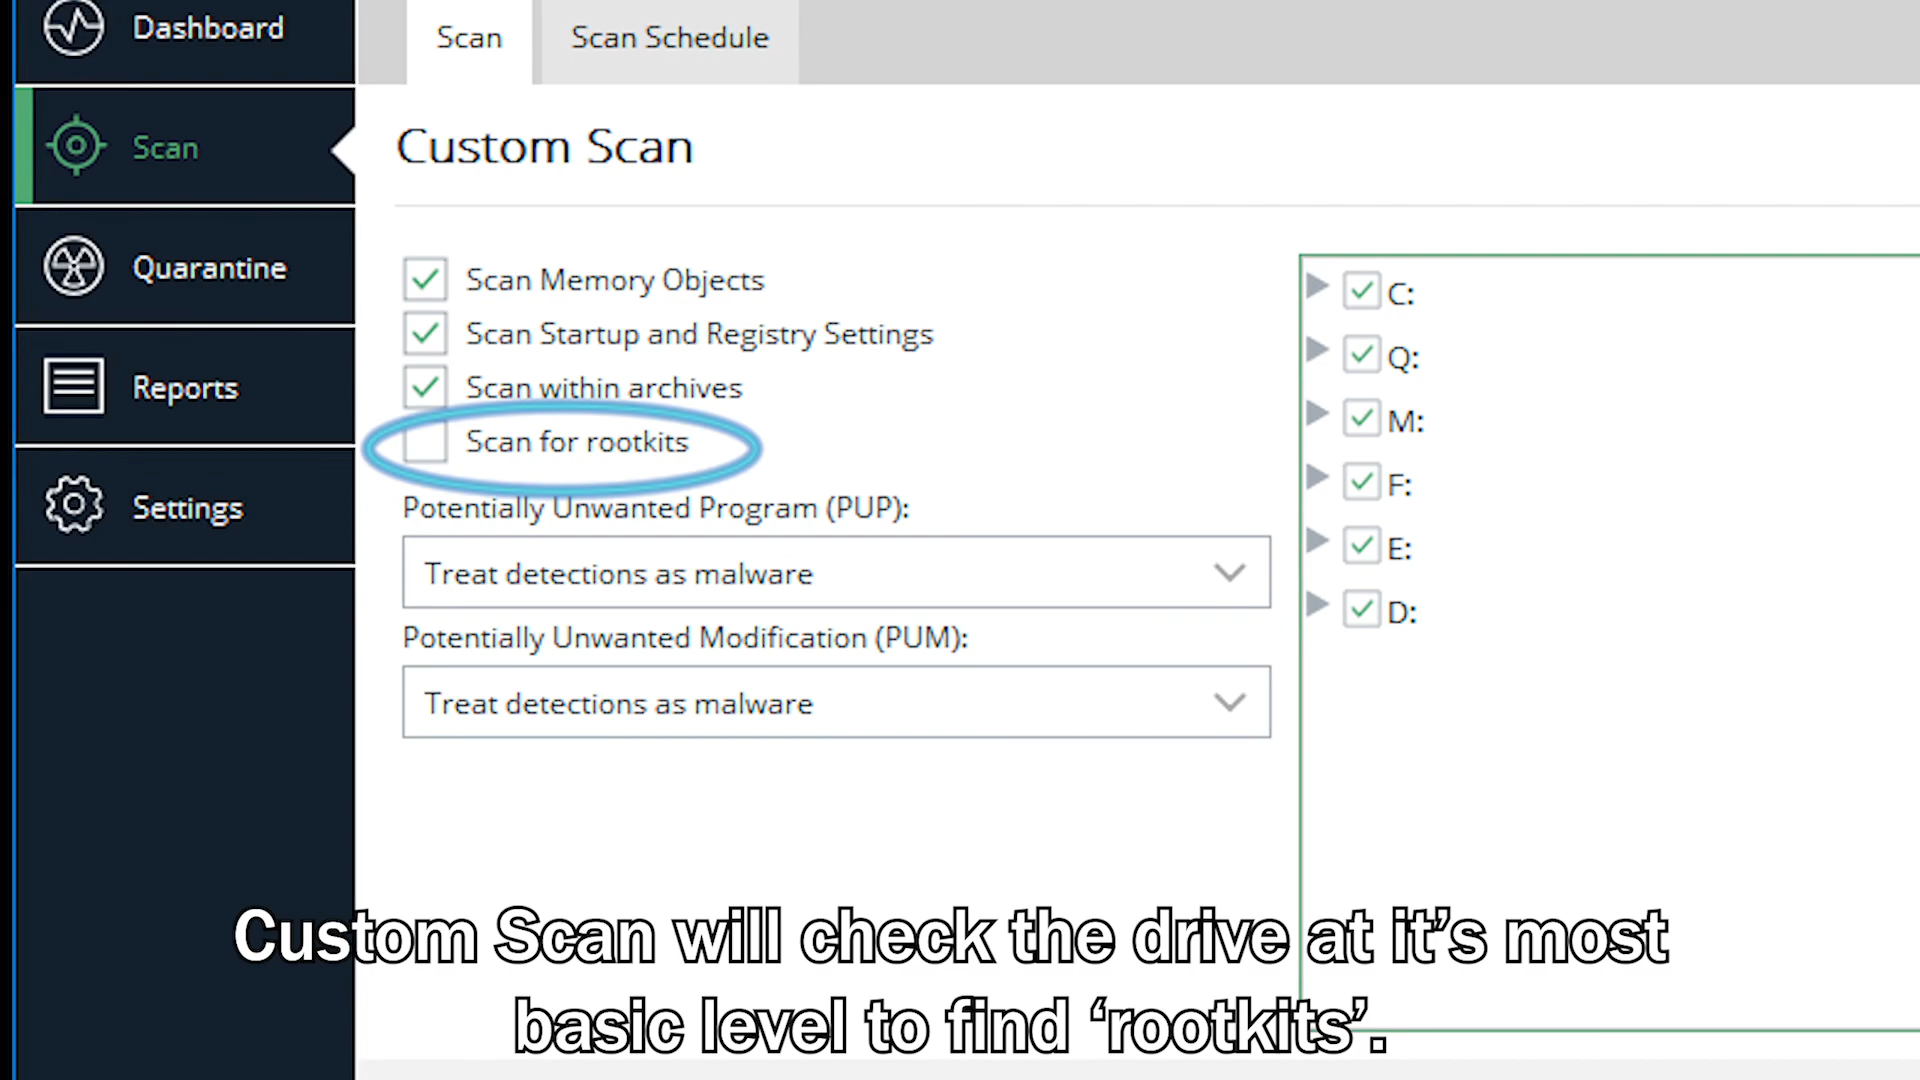 Dashboard
Scan
Quarantine
Reports
Settings
Scan
Scan Schedule
Custom Scan
Scan Memory Objects
Scan Startup and Registry Settings
Scan within archives
Scan for rootkits
Potentially Unwanted Program (PUP):
Treat detections as malware
Potentially Unwanted Modification (PUM):
Treat detections as malware
C:
Q:
M:
F:
E:
D:
Custom Scan will check the drive at it’s most
basic level to find ‘rootkits’.